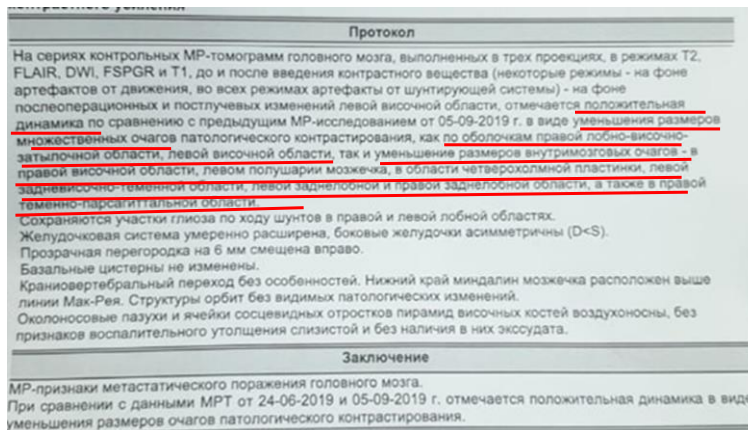 контрастного усиления
Протокол
На сериях контрольных МР-томограмм головного мозга, выполненных в трех проекциях, в режимах Т2,
FLAIR, DWI, FSPGR и Т1, до и после введения контрастного вещества (некоторые режимы - на фоне
артефактов от движения, во всех режимах артефакты от шунтирующей системы) - на фоне
послеоперационных и постлучевых изменений левой височной области, отмечается положительная
динамика по сравнению с предыдущим МР-исследованием от 05-09-2019 г. в виде уменьшения размеров
множественных очагов патологического контрастирования, как по оболочкам правой лобно-височно-
затылочной области, левой височной области, так и уменьшение размеров внутримозговых очагов - в
правой височной области, левом полушарии мозжечка, в области четверохолмной пластинки, левой
задневисочно-теменной области, левой заднелобной и правой заднелобной области, а также в правой
теменно-парсагиттальной области.
Сохраняются участки глиоза по ходу шунтов в правой и левой лобной областях.
Желудочковая система умеренно расширена, боковые желудочки асимметричны (D<S).
Прозрачная перегородка на 6 мм смещена вправо.
Базальные цистерны не изменены.
Краниовертебральный переход без особенностей. Нижний край миндалин мозжечка расположен выше
линии Мак-Рея. Структуры орбит без видимых патологических изменений.
Околоносовые пазухи и ячейки сосцевидных отростков пирамид височных костей воздухоносны, без
признаков воспалительного утолщения слизистой и без наличия в них экссудата.
Заключение
МР-признаки метастатического поражения головного мозга.
При сравнении с данными МРТ от 24-06-2019 и 05-09-2019 г. отмечается положительная динамика в виде
уменьшения размеров очагов патологического контрастирования.